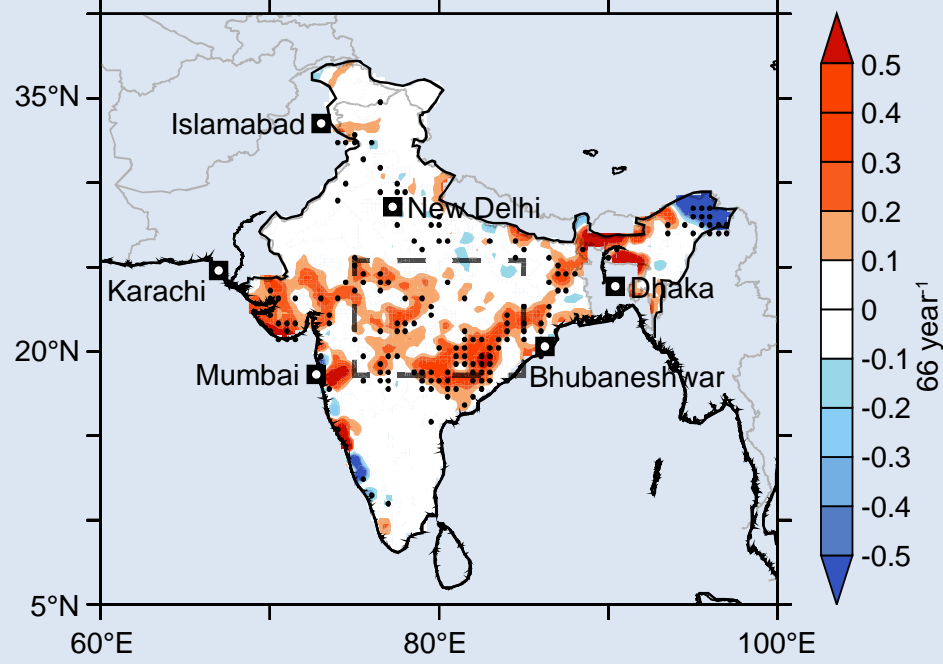 35°N
20°N
5°N
60°E
80°E
100°E
Islamabad
New Delhi
Karachi
Dhaka
Mumbai
Bhubaneshwar
0.5
0.4
0.3
0.2
0.1
0
-0.1
-0.2
-0.3
-0.4
-0.5
66 year⁻¹